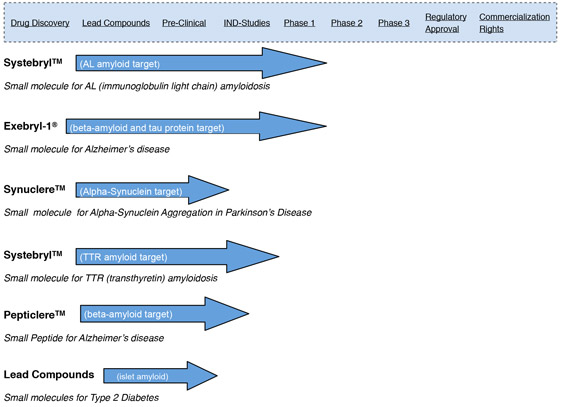 Drug Discovery Lead Compounds Pre-Clinical IND-Studies Phase 1 Phase 2 Phase 3 Regulatory Approval Commercialization Rights
Systebryl™ (AL amyloid target)
Small molecule for AL (immunoglobulin light chain) amyloidosis
Exebryl-1® (beta-amyloid and tau protein target)
Small molecule for Alzheimer's disease
Synuclere™ (Alpha-Synuclein target)
Small molecule for Alpha-Synuclein Aggregation in Parkinson's Disease
Systebryl™ (TTR amyloid target)
Small molecule for TTR (transthyretin) amyloidosis
Pepticlere™ (beta-amyloid target)
Small Peptide for Alzheimer's disease
Lead Compounds (islet amyloid)
Small molecules for Type 2 Diabetes